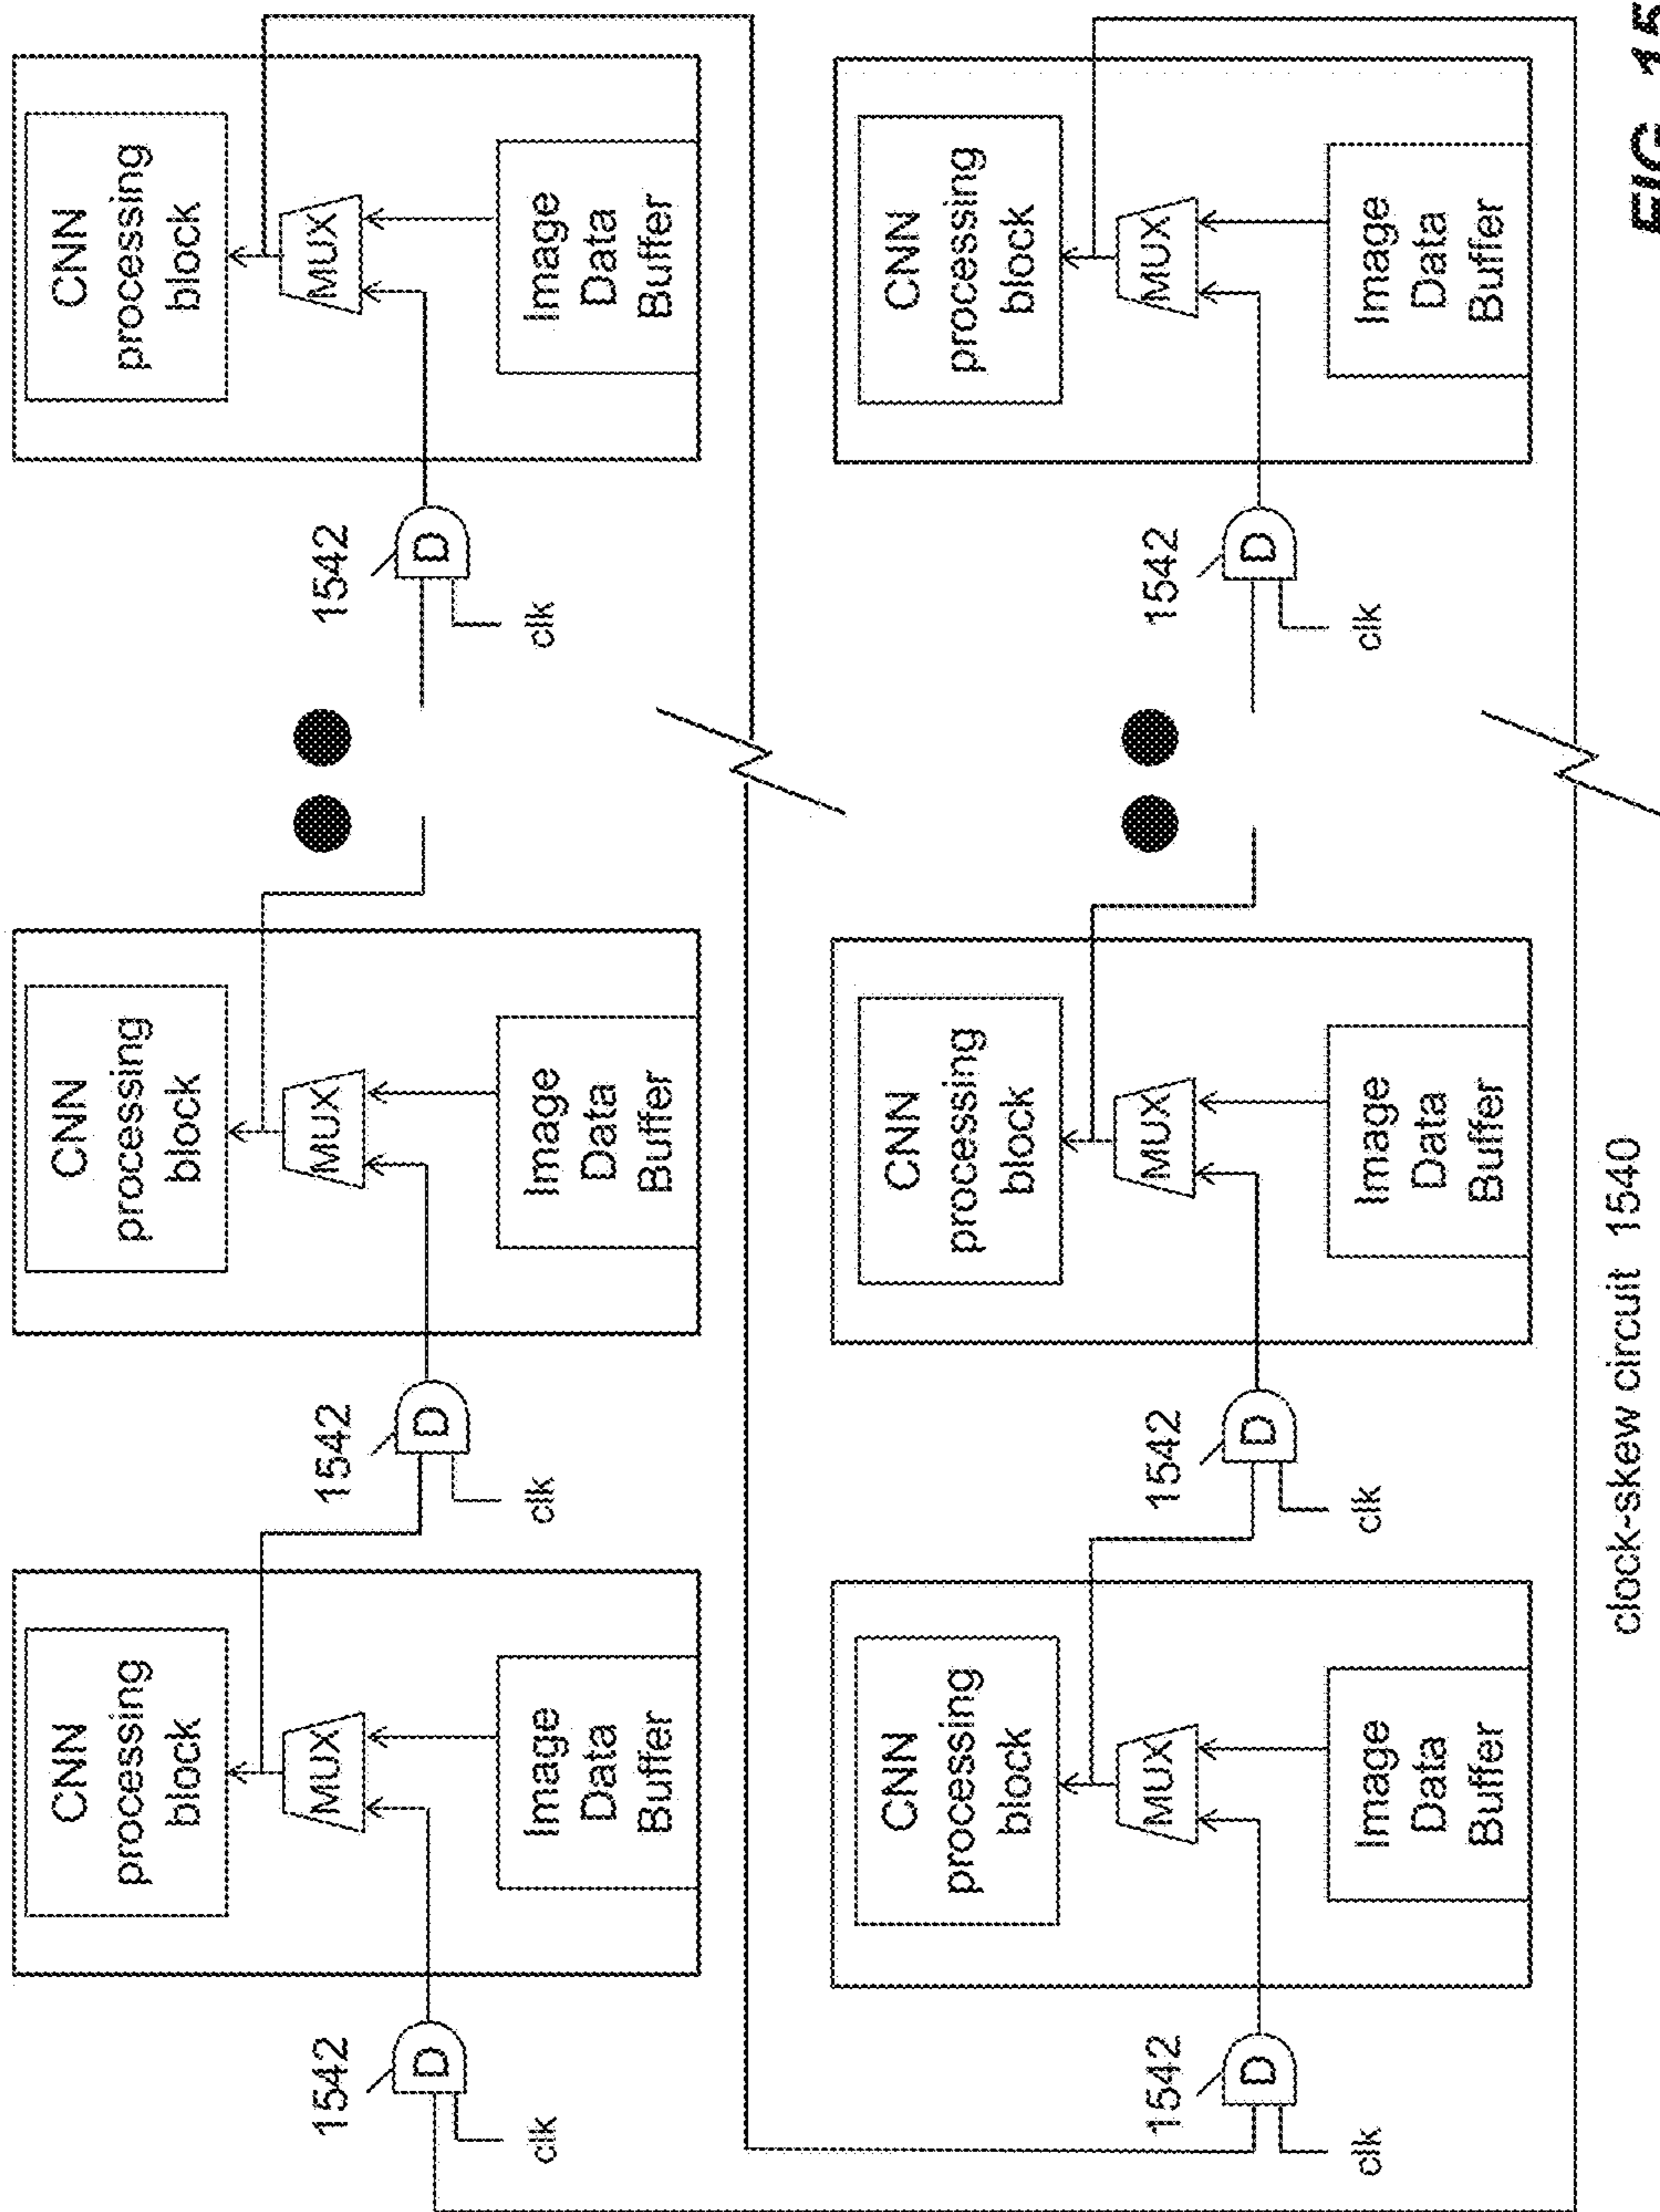 CNN
processing
block
MUX
Image
Data
Buffer
1542
D
clk
CNN
processing
block
MUX
Image
Data
Buffer
1542
D
clk
CNN
processing
block
MUX
Image
Data
Buffer
1542
D
clk
CNN
processing
block
MUX
Image
Data
Buffer
1542
D
clk
CNN
processing
block
MUX
Image
Data
Buffer
1542
D
clk
CNN
processing
block
MUX
Image
Data
Buffer
1542
D
clk
clock-skew circuit 1540
FIG. 15